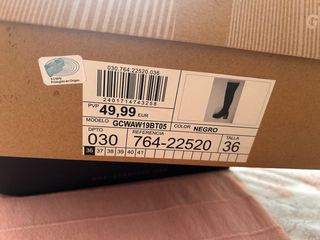 030.764.22520.036
2401714743258
PVP 49,99 EUR
MODELO GCWAW19BT05 COLOR NEGRO
DPTO REFERENCIA TALLA
030 764-22520 36
36 37 38 39 40 41